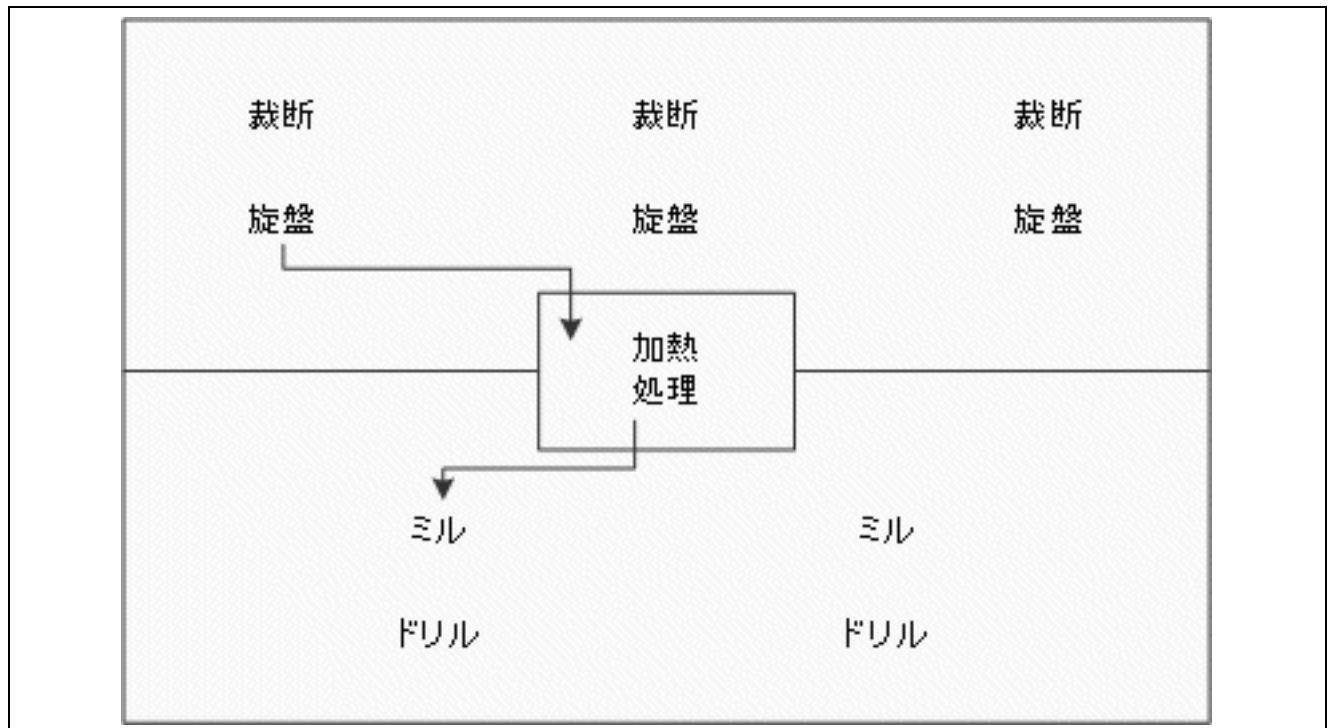 裁断 裁断 裁断
旋盤 旋盤 旋盤
加熱
処理
ミル ミル
ドリル ドリル